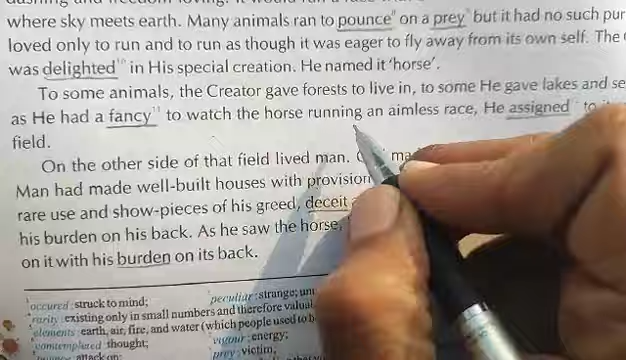 where sky meets earth. Many animals ran to pounce on a prey but it had no such pur
loved only to run and to run as though it was eager to fly away from its own self. The
was delighted in His special creation. He named it 'horse'.
To some animals, the Creator gave forests to live in, to some He gave lakes and se
as He had a fancy to watch the horse running an aimless race, He assigned to
field.
On the other side of that field lived man. ma
Man had made well-built houses with provision
rare use and show-pieces of his greed, deceit
his burden on his back. As he saw the horse,
on it with his burden on its back.
occured : struck to mind; peculiar : strange; unu
rarity : existing only in small numbers and therefore valual
elements : earth, air, fire, and water (which people used to b
comtempleted : thought; vigour : energy;
pounce : attack on; prey : victim;